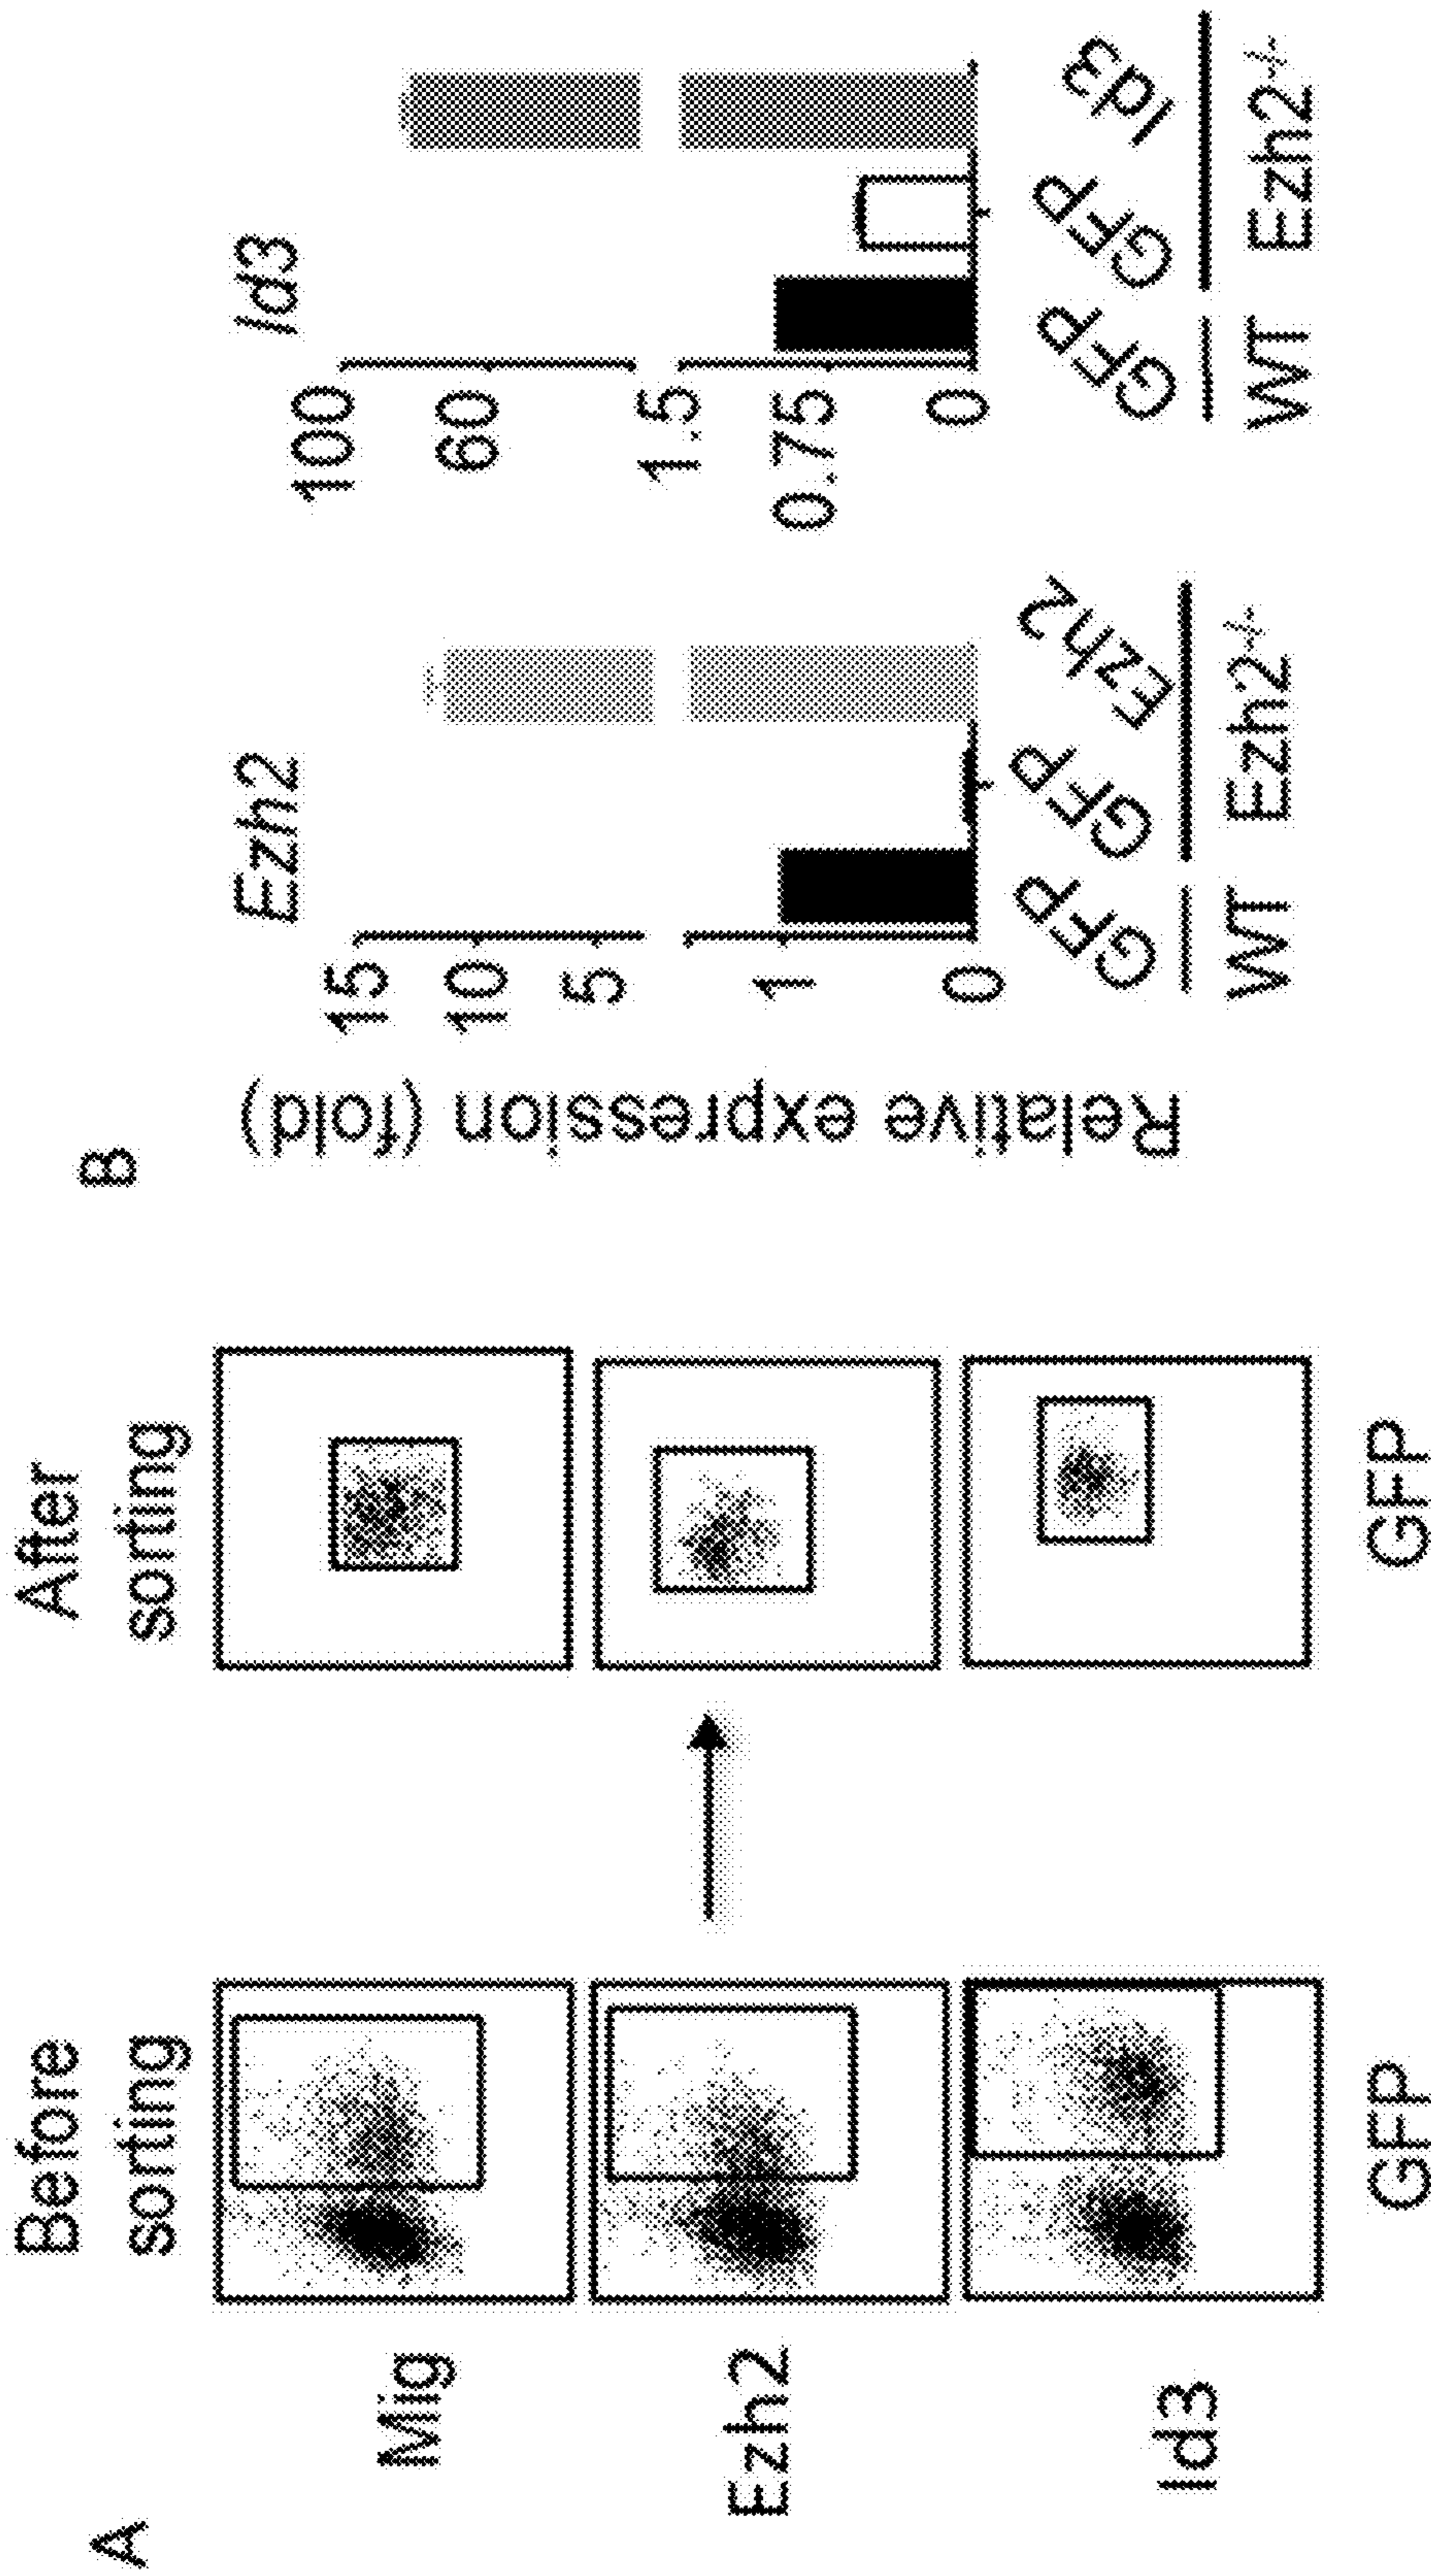 A
Before
sorting
After
sorting
Miig
Ezh2
Id3
GFP
GFP
B
Relative expression (fold)
Ezh2
15
10
5
1
0
GFP
GFP
Ezh2
WT
Ezh2-/-
Id3
100
60
1.5
0.75
0
GFP
GFP
Id3
WT
Ezh2-/-